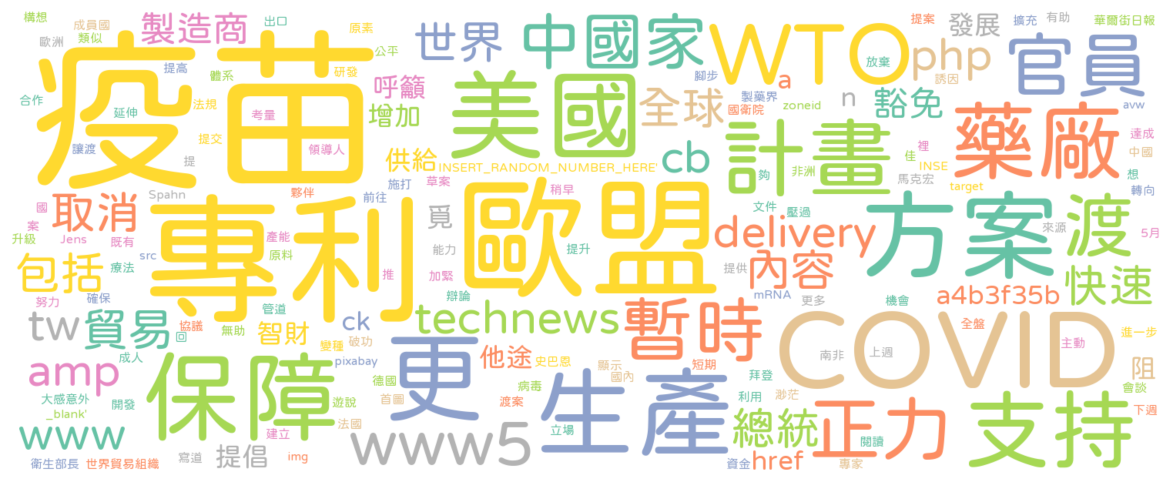 構想
成員國
類似
製造商
考慮
出口
原素
歐洲
提高
公平
世界
中國家
WTO
php
提案
發展
擴充
有助
華爾街日報
官員
放棄
誘因
疫苗
體系
研發
呼籲
增加
美國
腳步
全球
製藥界
a
zoneid
n
國衛院
豁免
avw
合作
延伸
法規
考量
提交
讓渡
領導人
提
供給
INSERT_RANDOM_NUMBER_HERE'
cb
計畫
非洲
裡
佳
INSE
藥廠
達成
中國
想
夠
馬克宏
target
轉向
Spahn
夥伴
前往
施打
草案
稍早
取消
國
案
升級
Jens
既有
專利
產能
原料
覓
歐盟
能力
提升
文件
壓過
delivery
方案
渡
來源
5月
包括
療法
src
推
加緊
提供
內容
快速
努力
確保
管道
辯論
mRNA
更多
機會
a4b3f35b
tw
貿易
協議
回
無助
智財
ck
technews
暫時
COVID
全盤
進一步
變種
破功
pixabay
更
他途
史巴恩
顯示
短期
南非
上週
主動
阻
amp
成人
保障
德國
首圖
病毒
國內
拜登
渺茫
會談
大感意外
_blank'
開發
遊說
法國
渡案
生產
利用
下週
www
建立
www5
立場
總統
正力
閱讀
支持
衛生部長
世界貿易組織
寫道
提倡
img
資金
href
專家